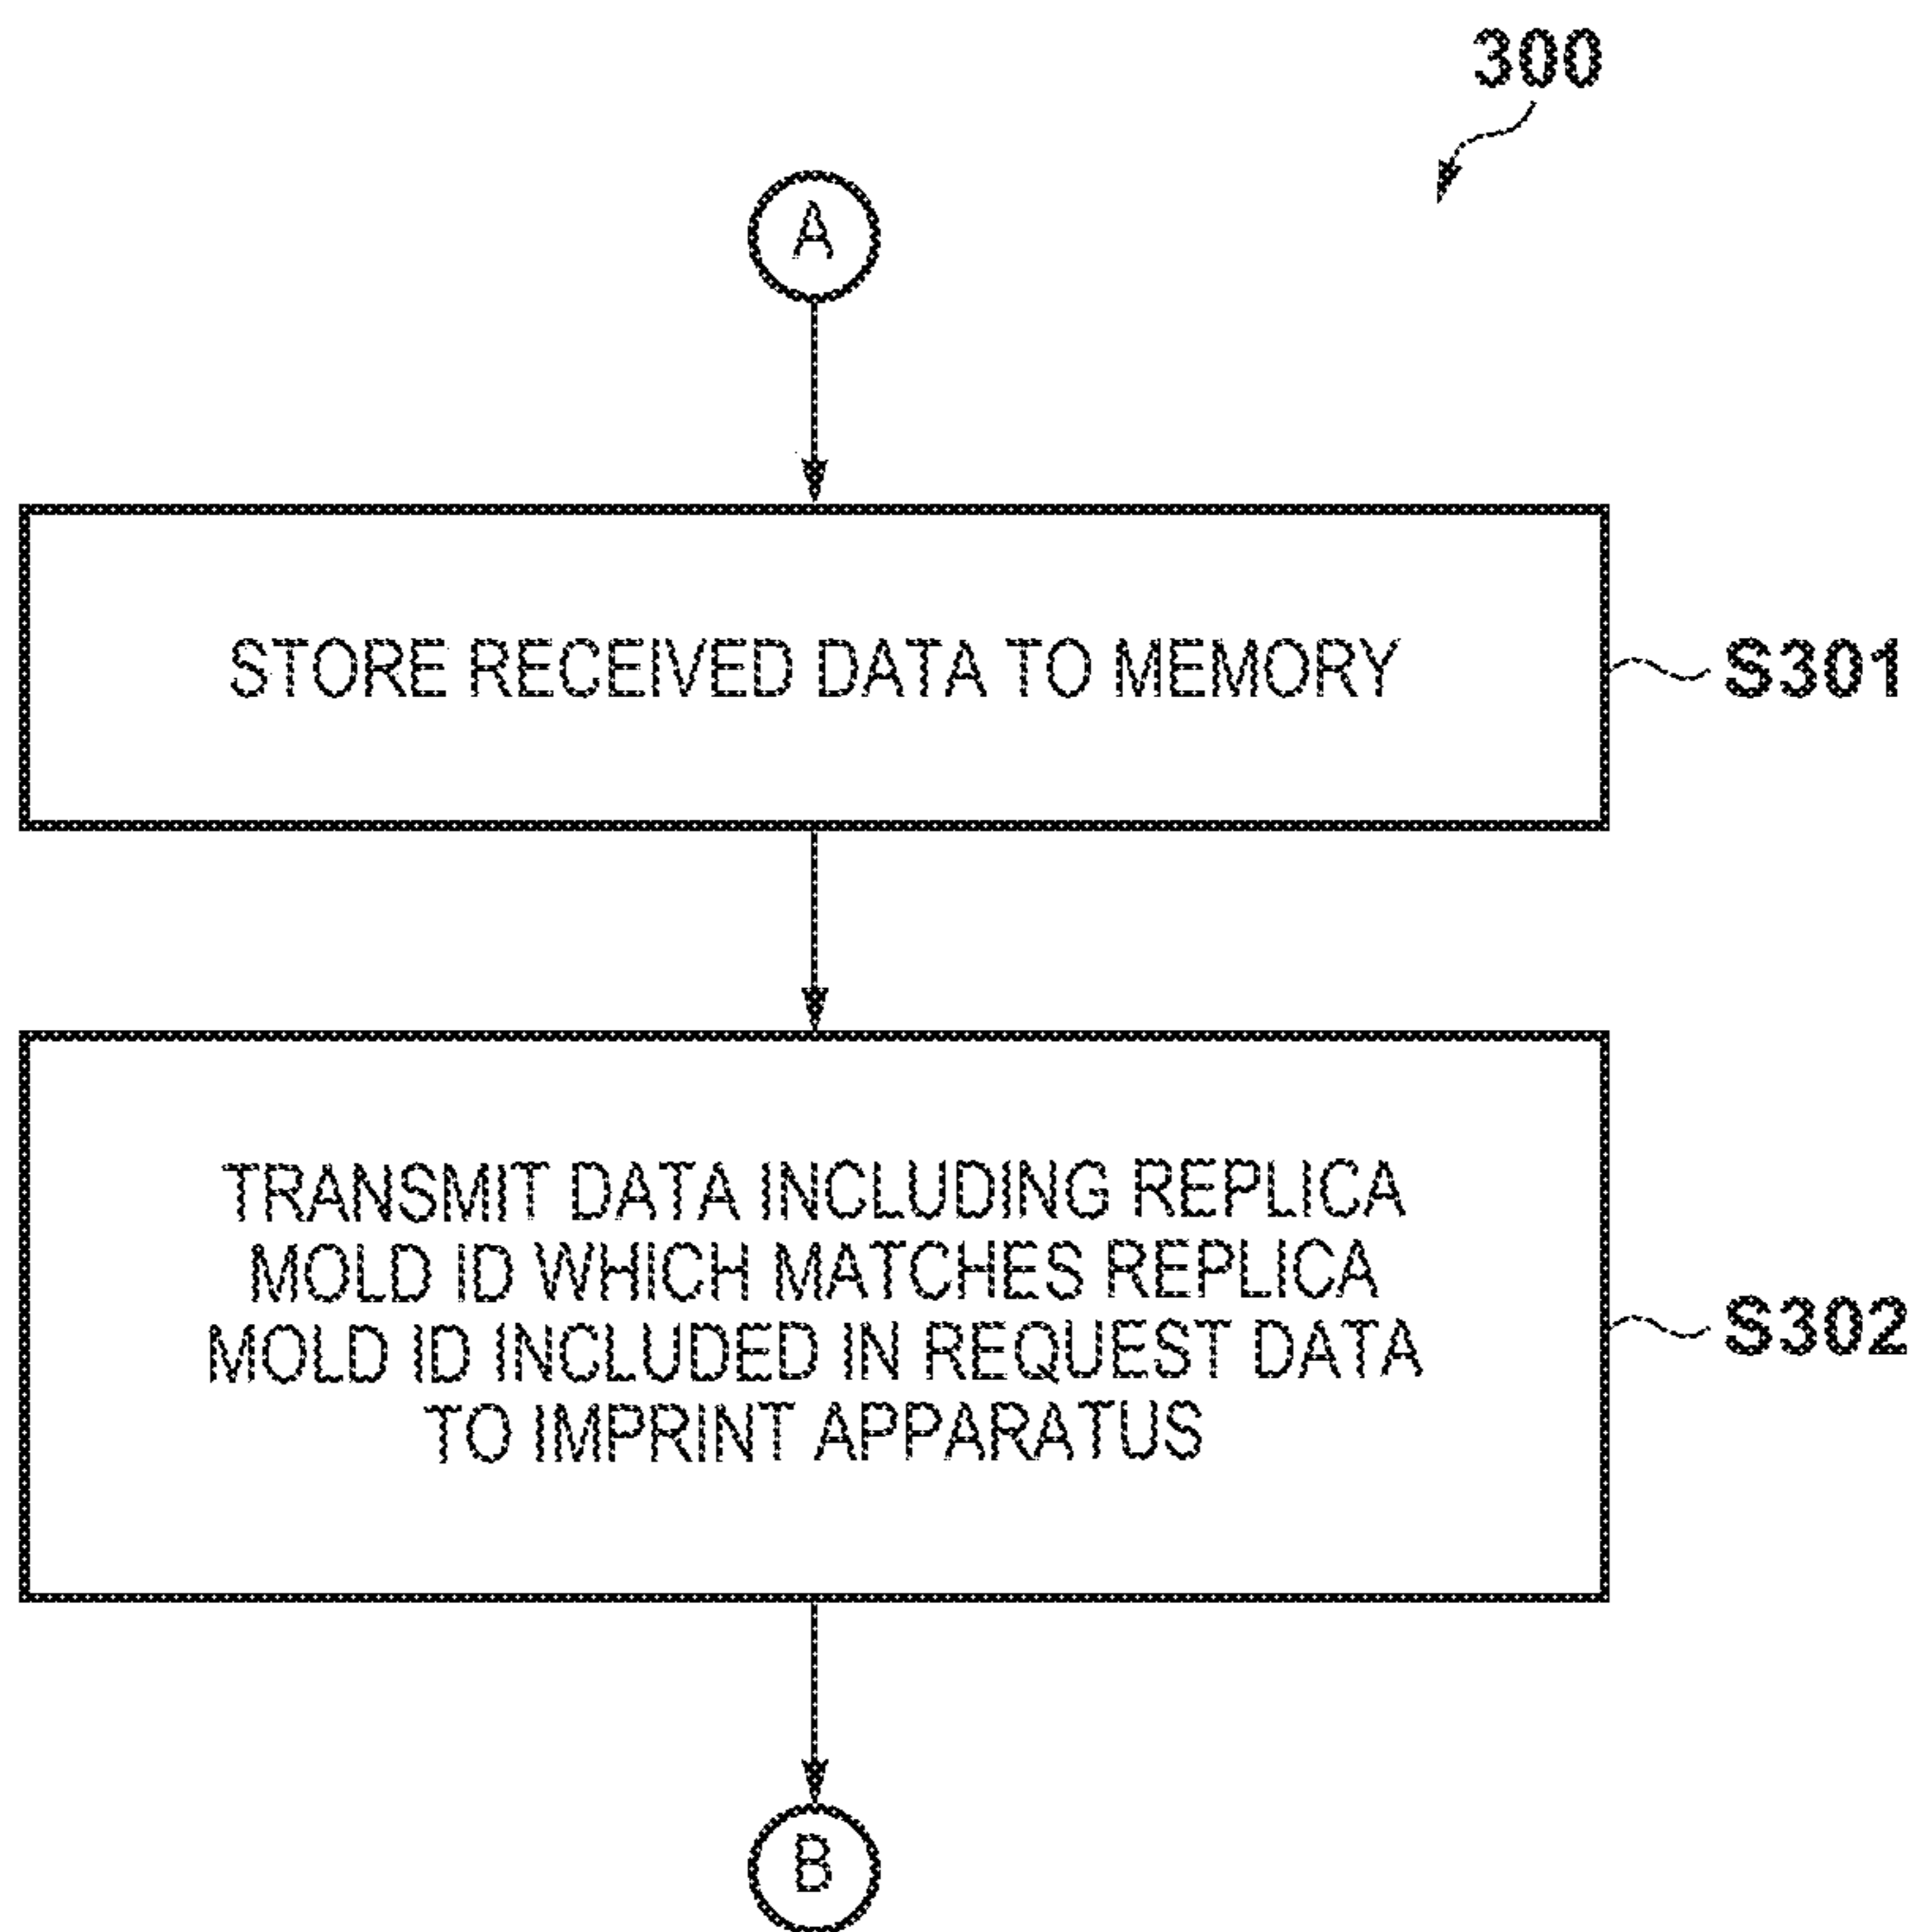 300
A
STORE RECEIVED DATA TO MEMORY
S301
TRANSMIT DATA INCLUDING REPLICA
MOLD ID WHICH MATCHES REPLICA
MOLD ID INCLUDED IN REQUEST DATA
TO IMPRINT APPARATUS
S302
B